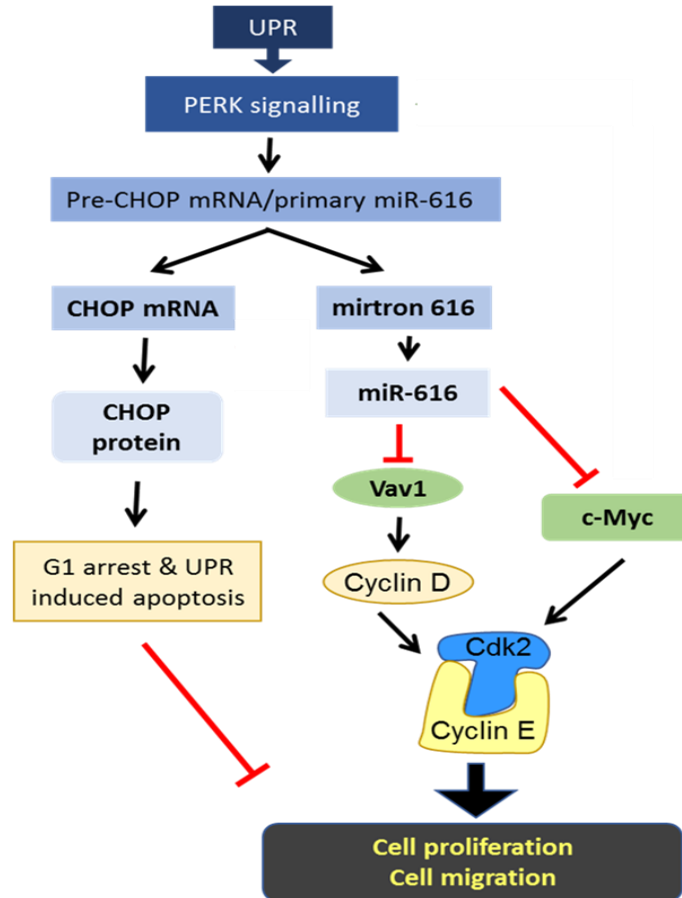 UPR
PERK signalling
Pre-CHOP mRNA/primary miR-616
CHOP mRNA
mirtron 616
CHOP
protein
miR-616
Vav1
c-Myc
G1 arrest & UPR
induced apoptosis
Cyclin D
Cdk2
Cyclin E
Cell proliferation
Cell migration